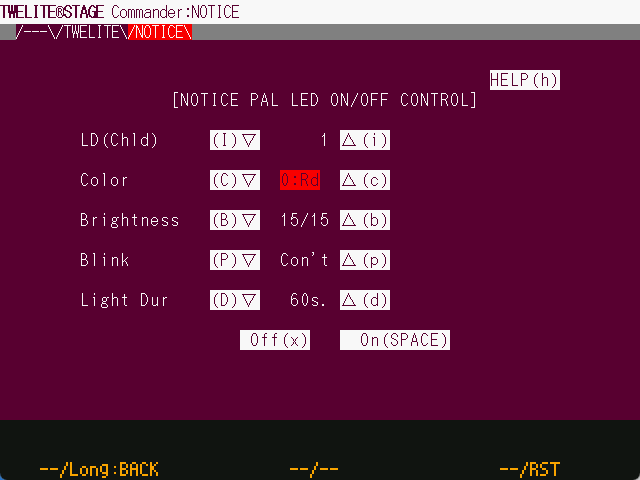 TWELITE®STAGE Commander:NOTICE
/---\/TWELITE\/NOTICE\
HELP(h)
[NOTICE PAL LED ON/OFF CONTROL]
LD(Chld) (I)▽ 1 △(i)
Color (C)▽ 0:Rd △(c)
Brightness (B)▽ 15/15 △(b)
Blink (P)▽ Con't △(p)
Light Dur (D)▽ 60s. △(d)
Off(x) On(SPACE)
--/Long:BACK --/-- --/RST